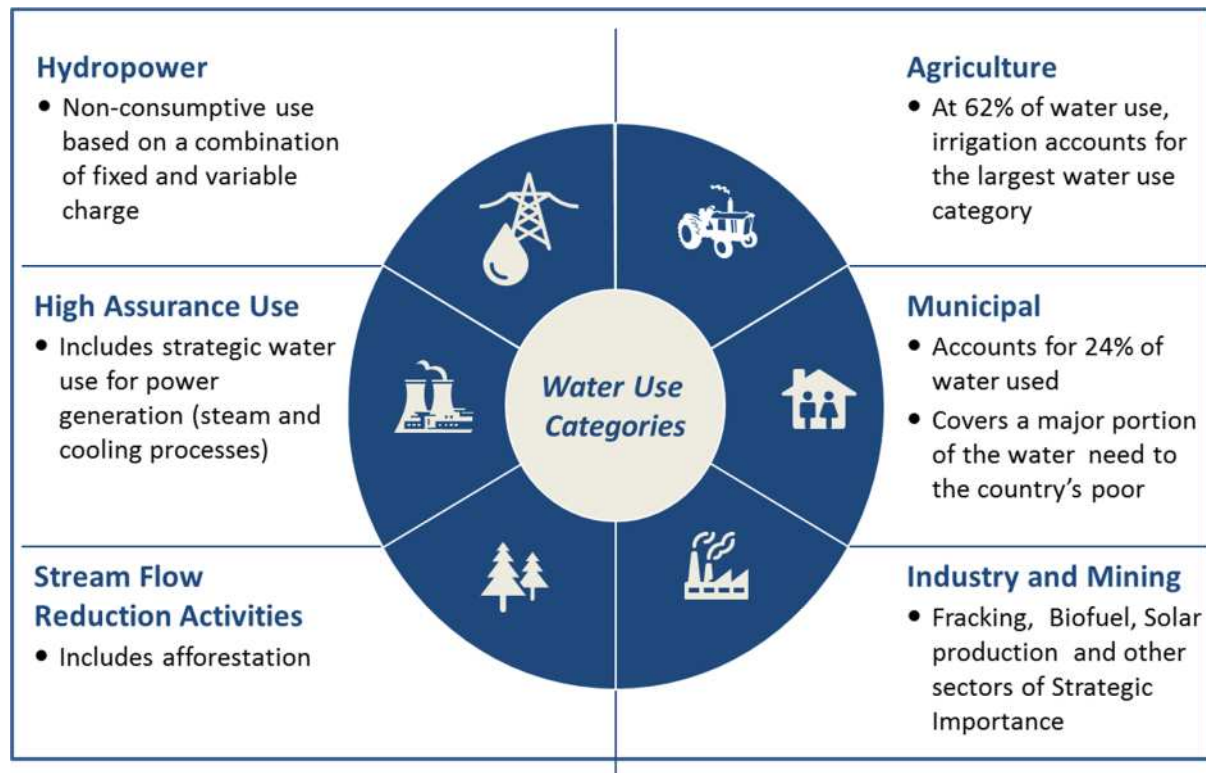 Hydropower
• Non-consumptive use
based on a combination
of fixed and variable
charge
High Assurance Use
• Includes strategic water
use for power
generation (steam and
cooling processes)
Stream Flow
Reduction Activities
• Includes afforestation
Water Use
Categories
Agriculture
• At 62% of water use,
irrigation accounts for
the largest water use
category
Municipal
• Accounts for 24% of
water used
• Covers a major portion
of the water need to
the country’s poor
Industry and Mining
• Fracking, Biofuel, Solar
production and other
sectors of Strategic
Importance